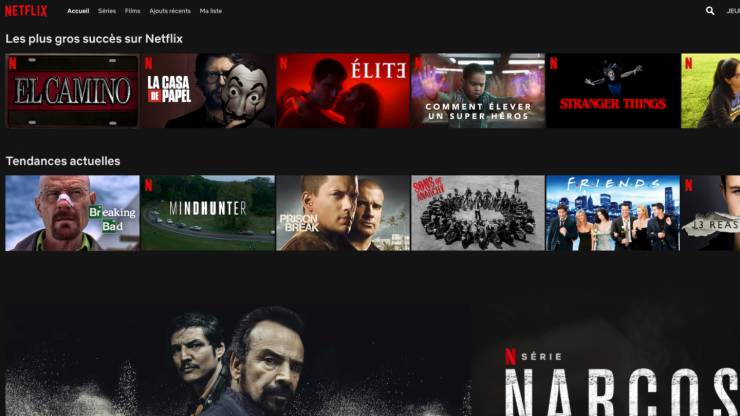 NETFLIX
Accueil Séries Films Ajouts récents Ma liste
JEU
Les plus gros succès sur Netflix
N
EL CAMINO
N
LA CASA
DE PAPEL
N
ÉLITE
N
COMMENT ÉLEVER
UN SUPER-HÉROS
N
STRANGER THINGS
N
Tendances actuelles
Breaking
Bad
N
MINDHUNTER
PRISON
BREAK
SONS OF
ANARCHY
F·R·I·E·N·D·S
N
13 REAS
N SÉRIE
NARCOS